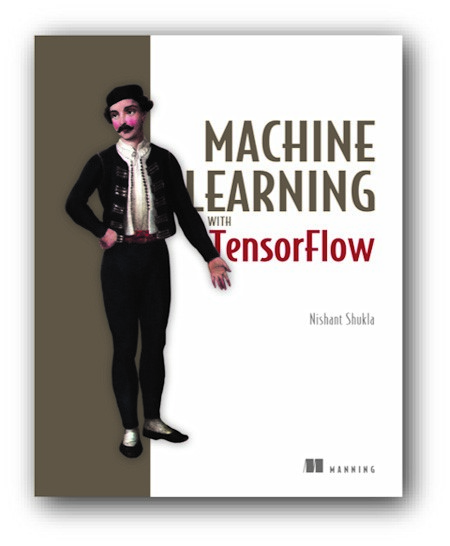 MACHINE
LEARNING
WITH
TensorFlow
Nishant Shukla
MANNING